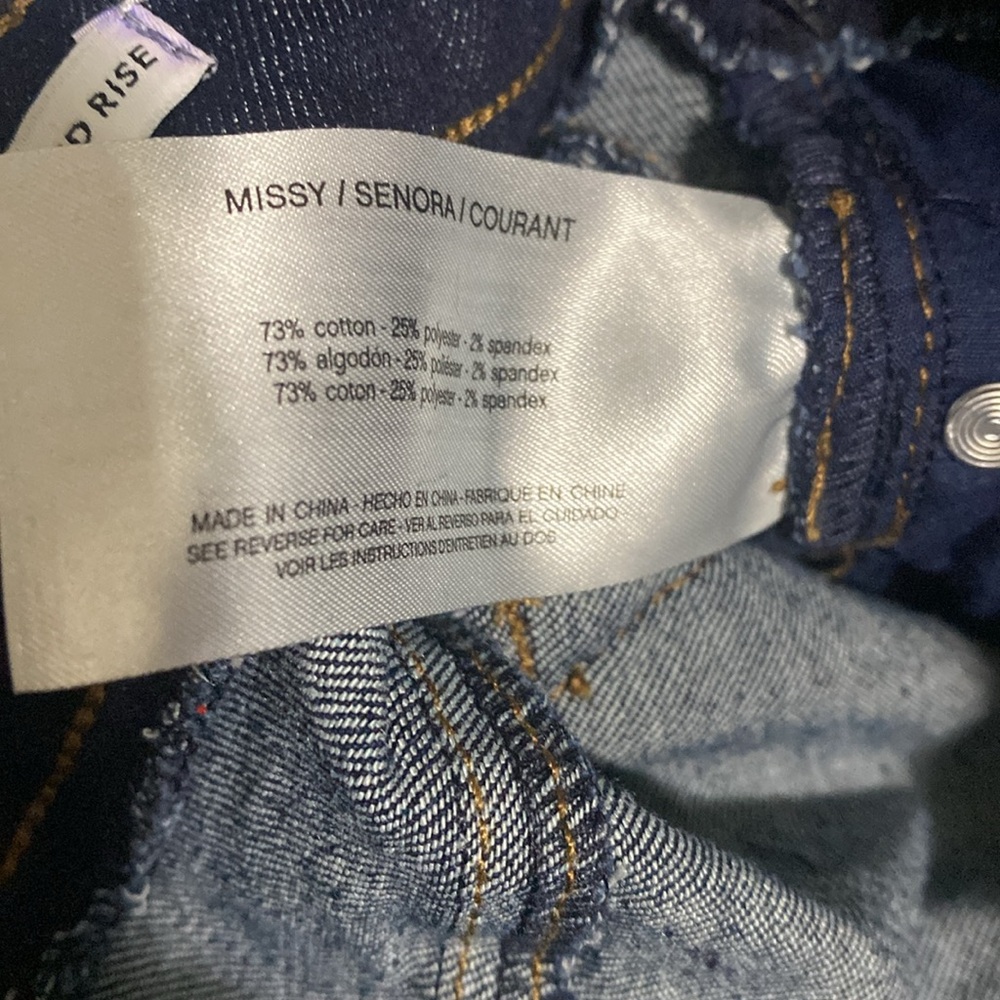 D RISE
MISSY / SENORA / COURANT
73% cotton - 25% polyester - 2% spandex
73% algodón - 25% poliéster - 2% spandex
73% coton - 25% polyester - 2% spandex
MADE IN CHINA - HECHO EN CHINA - FABRIQUE EN CHINE
SEE REVERSE FOR CARE - VER AL REVERSO PARA EL CUIDADO
VOIR LES INSTRUCTIONS D'ENTRETIEN AU DOS